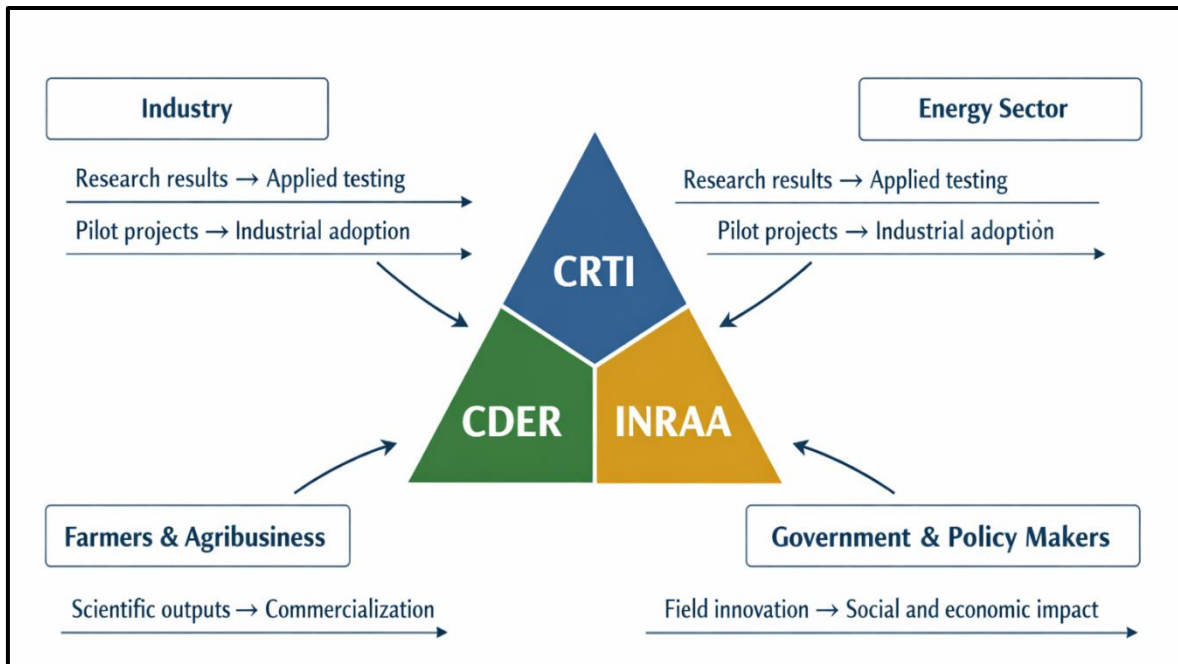 Industry
Energy Sector
Research results → Applied testing
Research results → Applied testing
Pilot projects → Industrial adoption
Pilot projects → Industrial adoption
CRTI
CDER
INRAA
Farmers & Agribusiness
Government & Policy Makers
Scientific outputs → Commercialization
Field innovation → Social and economic impact